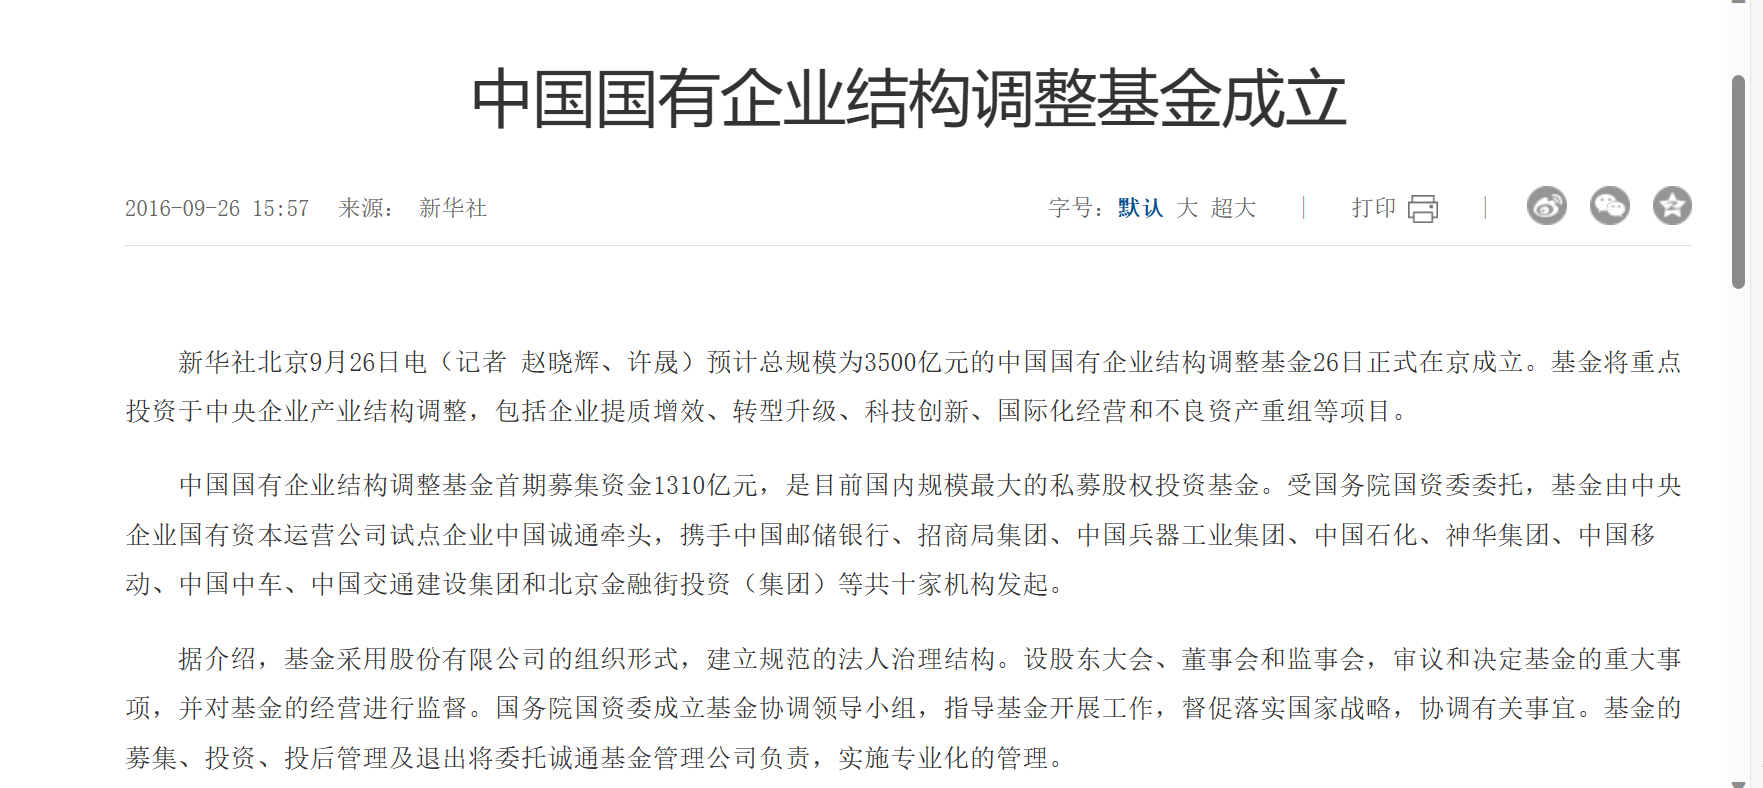 中国国有企业结构调整基金成立
2016-09-26 15:57 来源： 新华社 字号：默认 大 超大 | 打印 |
新华社北京9月26日电（记者 赵晓辉、许晟）预计总规模为3500亿元的中国国有企业结构调整基金26日正式在京成立。基金将重点
投资于中央企业产业结构调整，包括企业提质增效、转型升级、科技创新、国际化经营和不良资产重组等项目。
中国国有企业结构调整基金首期募集资金1310亿元，是目前国内规模最大的私募股权投资基金。受国务院国资委委托，基金由中央
企业国有资本运营公司试点企业中国诚通牵头，携手中国邮储银行、招商局集团、中国兵器工业集团、中国石化、神华集团、中国移
动、中国中车、中国交通建设集团和北京金融街投资（集团）等共十家机构发起。
据介绍，基金采用股份有限公司的组织形式，建立规范的法人治理结构。设股东大会、董事会和监事会，审议和决定基金的重大事
项，并对基金的经营进行监督。国务院国资委成立基金协调领导小组，指导基金开展工作，督促落实国家战略，协调有关事宜。基金的
募集、投资、投后管理及退出将委托诚通基金管理公司负责，实施专业化的管理。